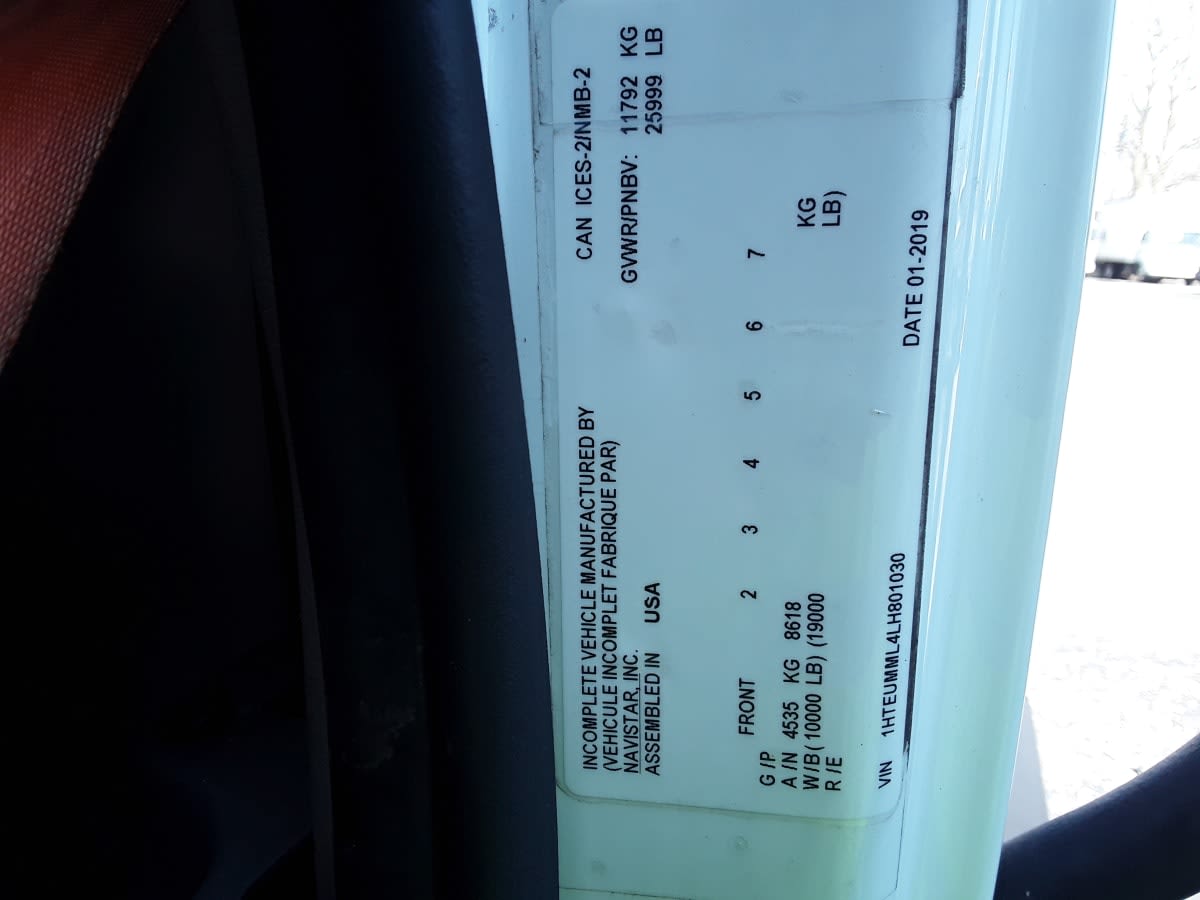 INCOMPLETE VEHICLE MANUFACTURED BY CAN ICES-2/NMB-2
(VEHICULE INCOMPLET FABRIQUE PAR)
NAVISTAR, INC. GVWR/PNBV: 11792 KG
ASSEMBLED IN USA 25999 LB
FRONT 2 3 4 5 6 7
G /P
A /N 4535 KG 8618 KG
W/B( 10000 LB) (19000 LB)
R /E
VIN 1HTEUMML4LH801030 DATE 01-2019